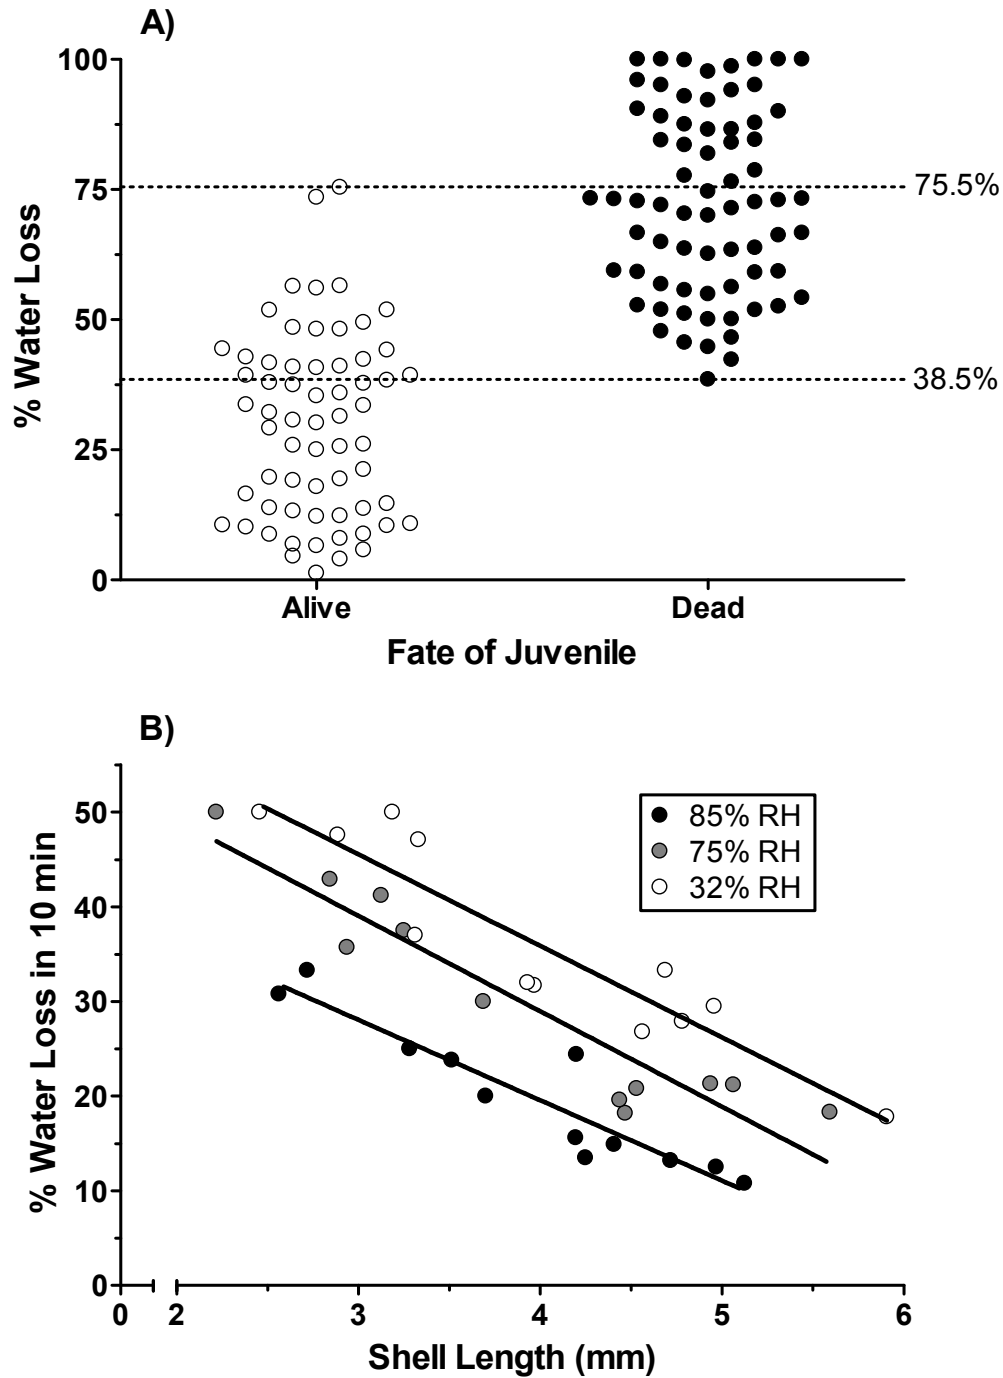 A)
100
75
50
25
0
75.5%
38.5%
% Water Loss
Alive Dead
Fate of Juvenile
B)
50
40
30
20
10
0
% Water Loss in 10 min
85% RH
75% RH
32% RH
0 2 3 4 5 6
Shell Length (mm)